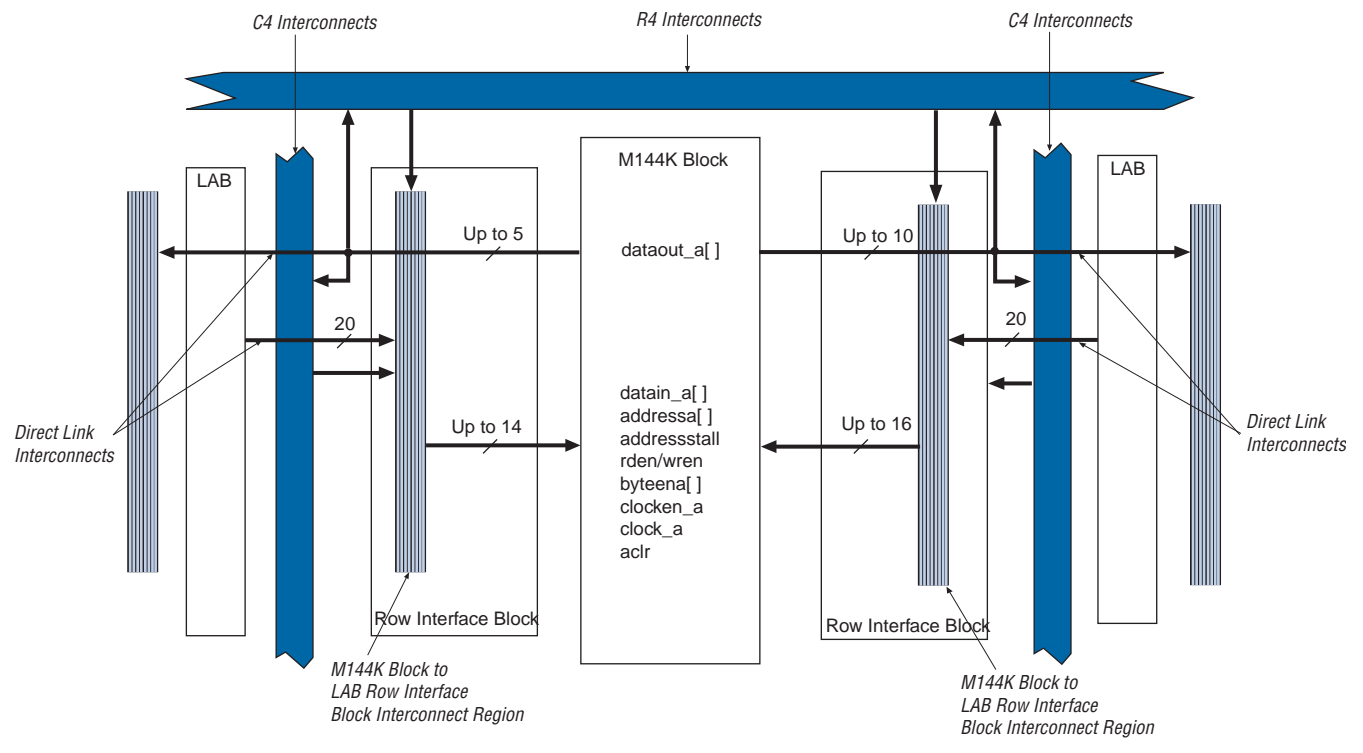 C4 Interconnects
R4 Interconnects
C4 Interconnects
M144K Block
LAB
LAB
Up to 5
dataout_a[ ]
Up to 10
20
20
datain_a[ ]
addressa[ ]
addressstall
rden/wren
byteena[ ]
clocken_a
clock_a
aclr
Up to 14
Up to 16
Direct Link
Interconnects
Direct Link
Interconnects
Row Interface Block
Row Interface Block
M144K Block to
LAB Row Interface
Block Interconnect Region
M144K Block to
LAB Row Interface
Block Interconnect Region